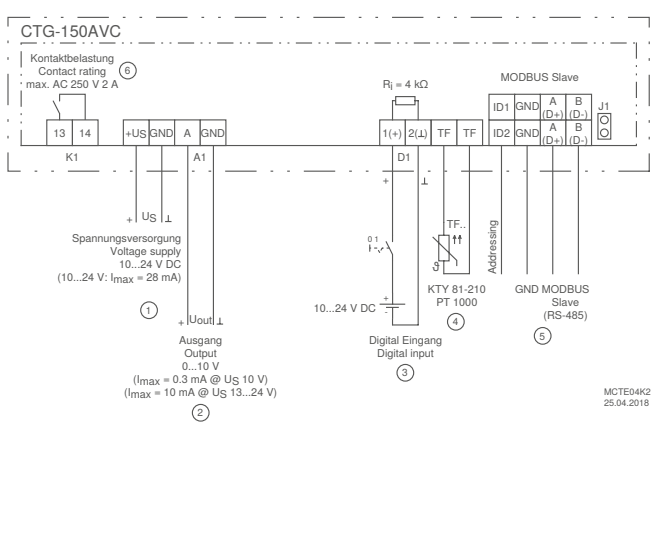 CTG-150AVC
Kontaktbelastung
Contact rating
max. AC 250 V 2 A
6
13 14
K1
+US GND A GND
A1
Ri = 4 kΩ
1(+) 2(⊥) TF TF
D1
MODBUS Slave
ID1 GND A (D+) B (D-)
ID2 GND A (D+) B (D-)
J1
+ US ⊥
Spannungsversorgung
Voltage supply
10...24 V DC
(10...24 V: Imax = 28 mA)
1
+ Uout ⊥
Ausgang
Output
0...10 V
(Imax = 0.3 mA @ US 10 V)
(Imax = 10 mA @ US 13...24 V)
2
+ ⊥
0 1
10...24 V DC
+
-
Digital Eingang
Digital input
3
TF..
ϑ
KTY 81-210
PT 1000
4
Addressing
GND MODBUS
Slave
(RS-485)
5
MCTE04K2
25.04.2018